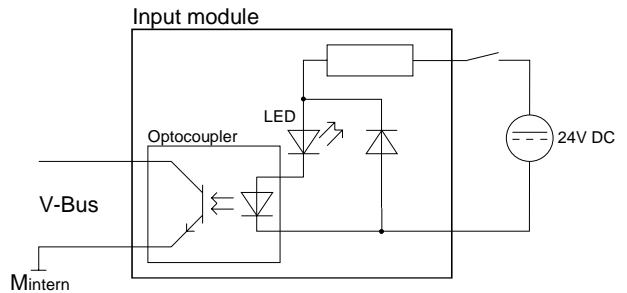 Input module
LED
Optocoupler
24V DC
V-Bus
Mintern